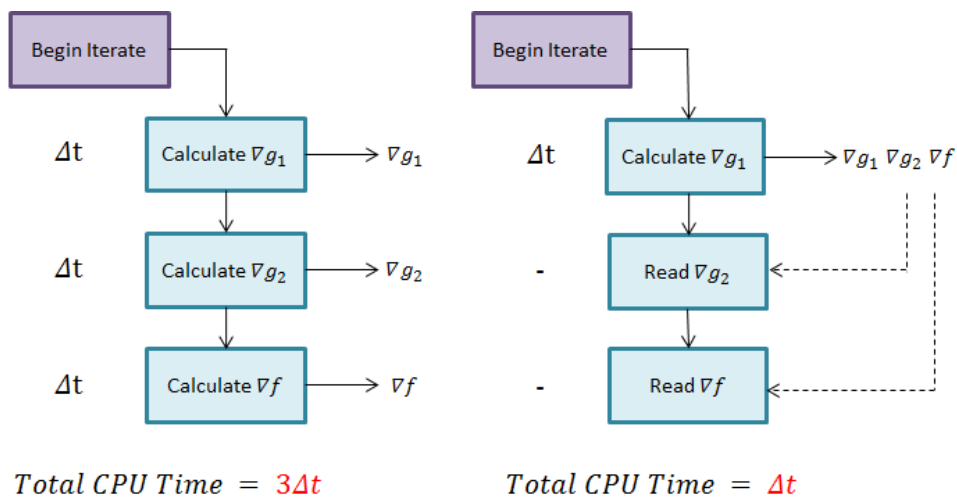 Begin Iterate
Δt
Calculate ∇g₁
∇g₁
Δt
Calculate ∇g₂
∇g₂
Δt
Calculate ∇f
∇f
Total CPU Time = 3Δt
Begin Iterate
Δt
Calculate ∇g₁
∇g₁ ∇g₂ ∇f
-
Read ∇g₂
-
Read ∇f
Total CPU Time = Δt